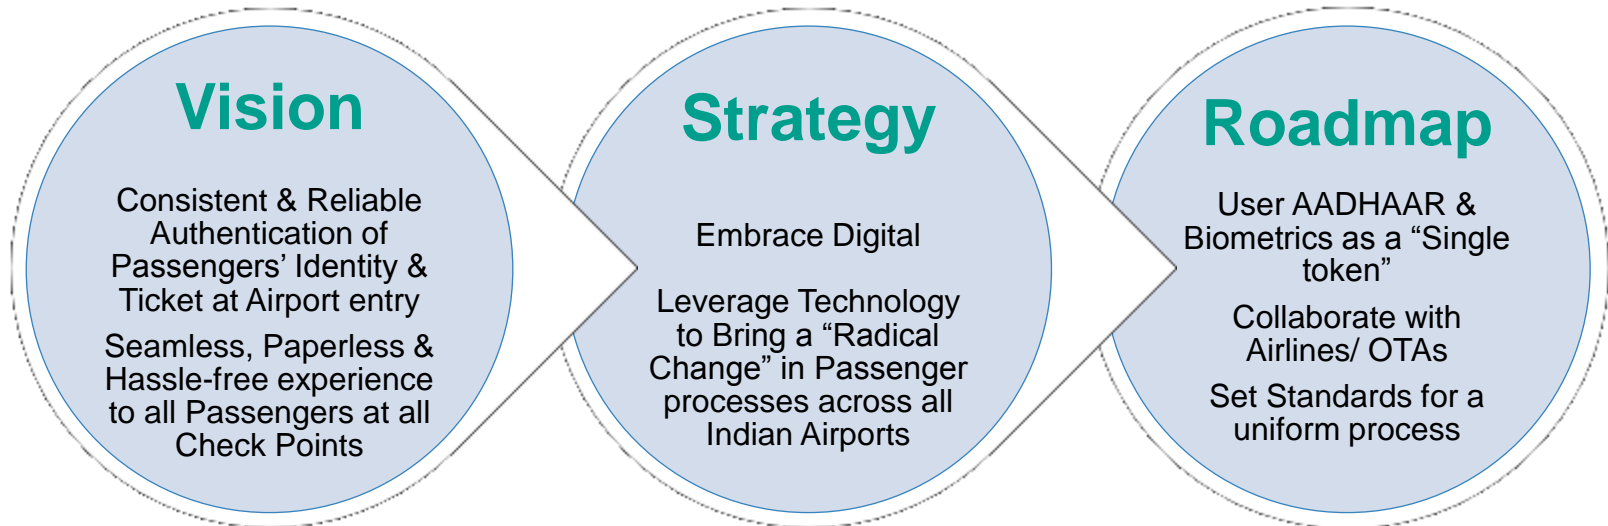 Vision
Consistent & Reliable
Authentication of
Passengers’ Identity &
Ticket at Airport entry
Seamless, Paperless &
Hassle-free experience
to all Passengers at all
Check Points
Strategy
Embrace Digital
Leverage Technology
to Bring a “Radical
Change” in Passenger
processes across all
Indian Airports
Roadmap
User AADHAAR &
Biometrics as a “Single
token”
Collaborate with
Airlines/ OTAs
Set Standards for a
uniform process